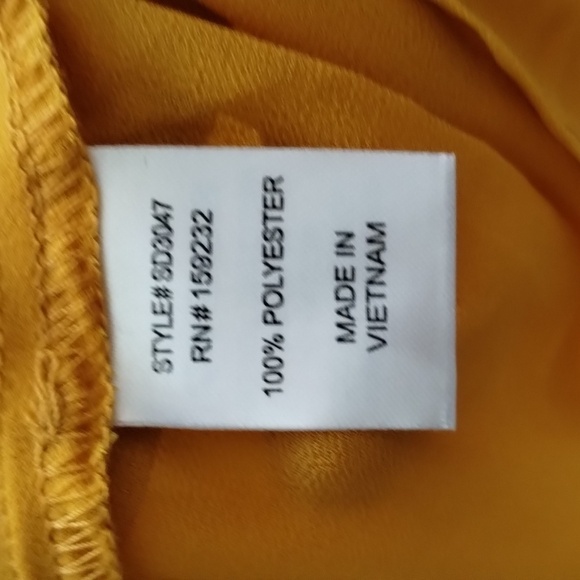 STYLE# SD3047
RN# 159232
100% POLYESTER
MADE IN
VIETNAM